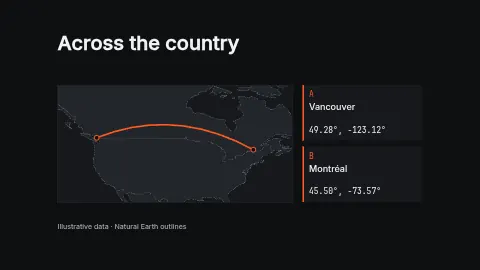 Across the country
A
Vancouver
49.28°, -123.12°
B
Montréal
45.50°, -73.57°
Illustrative data · Natural Earth outlines